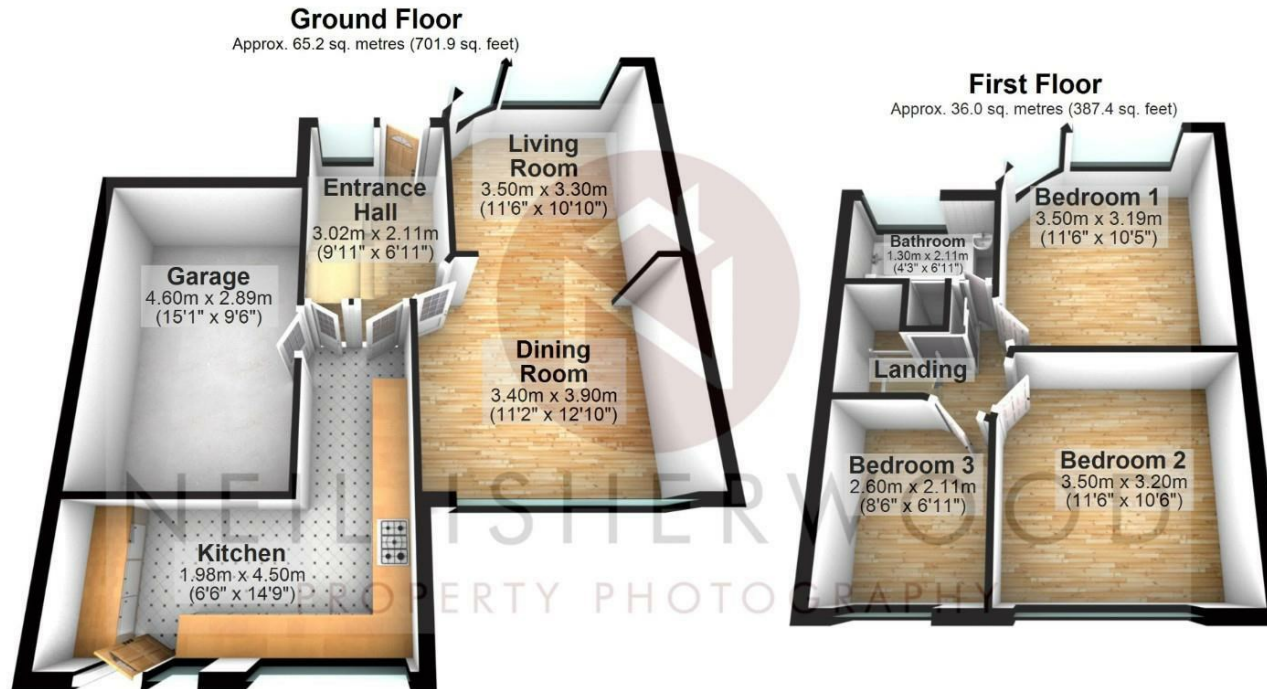 Ground Floor
Approx. 65.2 sq. metres (701.9 sq. feet)
Living
Room
3.50m x 3.30m
(11'6" x 10'10")
Entrance
Hall
3.02m x 2.11m
(9'11" x 6'11")
Garage
4.60m x 2.89m
(15'1" x 9'6")
Dining
Room
3.40m x 3.90m
(11'2" x 12'10")
Kitchen
1.98m x 4.50m
(6'6" x 14'9")
First Floor
Approx. 36.0 sq. metres (387.4 sq. feet)
Bedroom 1
3.50m x 3.19m
(11'6" x 10'5")
Bathroom
1.30m x 2.11m
(4'3" x 6'11")
Landing
Bedroom 3
2.60m x 2.11m
(8'6" x 6'11")
Bedroom 2
3.50m x 3.20m
(11'6" x 10'6")
NEIL ISHERWOOD
PROPERTY PHOTOGRAPHY